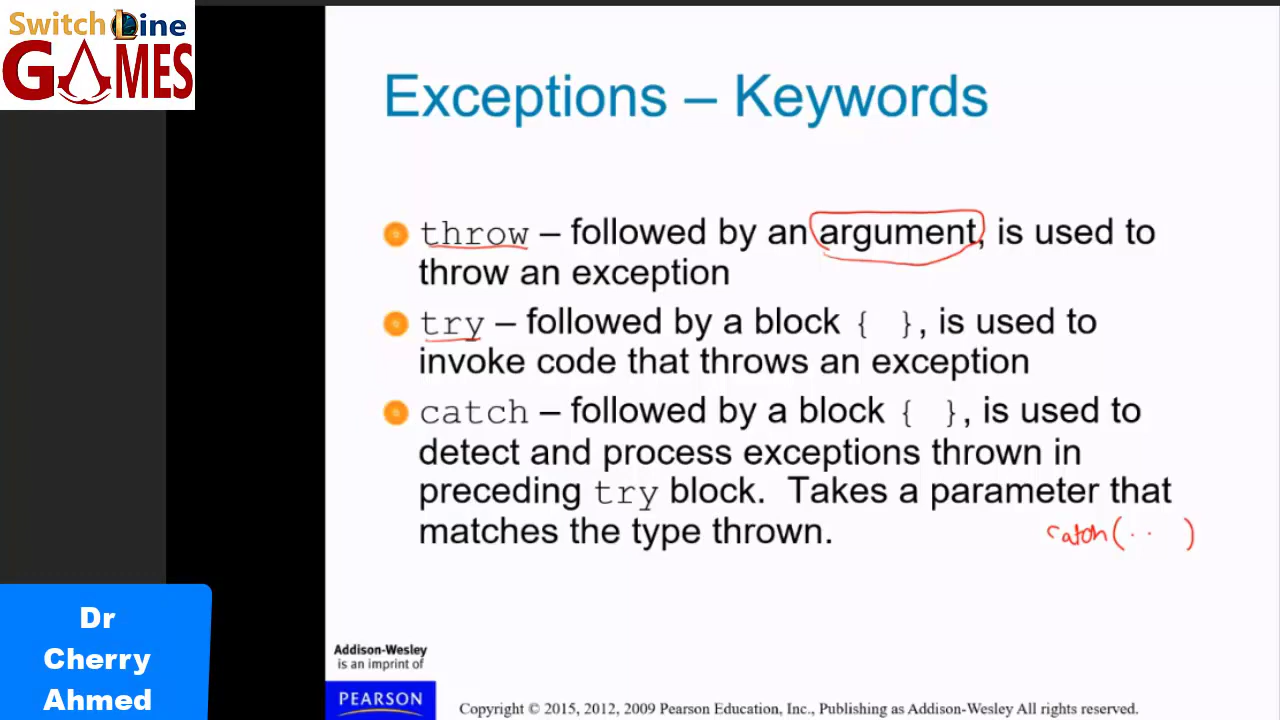 Switch Line
GAMES
Exceptions – Keywords
throw – followed by an argument, is used to
throw an exception
try – followed by a block { }, is used to
invoke code that throws an exception
catch – followed by a block { }, is used to
detect and process exceptions thrown in
preceding try block. Takes a parameter that
matches the type thrown.
catch(.. )
Dr
Cherry
Ahmed
Addison-Wesley
is an imprint of
PEARSON
Copyright © 2015, 2012, 2009 Pearson Education, Inc., Publishing as Addison-Wesley All rights reserved.